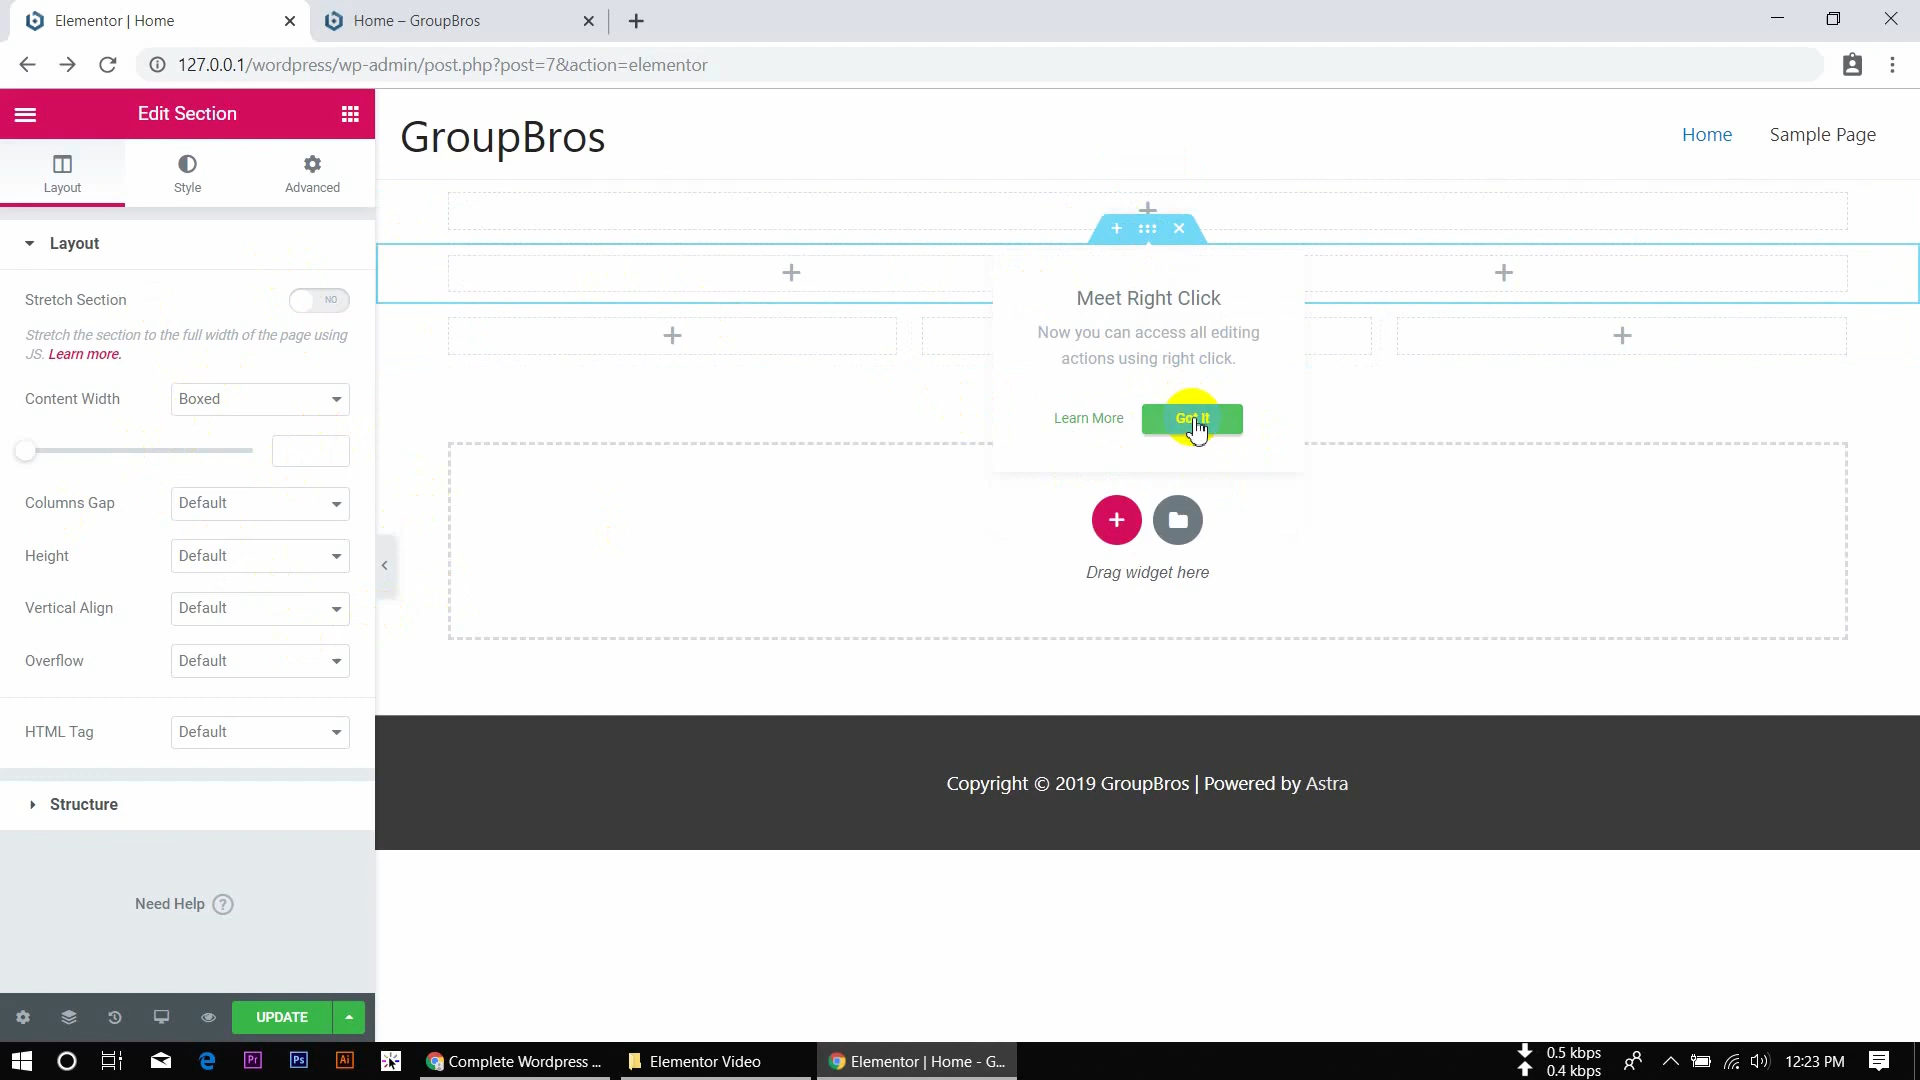 Elementor | Home
Home – GroupBros
127.0.0.1/wordpress/wp-admin/post.php?post=7&action=elementor
Edit Section
Layout
Style
Advanced
Layout
Stretch Section
NO
Stretch the section to the full width of the page using
JS. Learn more.
Content Width
Boxed
Columns Gap
Default
Height
Default
Vertical Align
Default
Overflow
Default
HTML Tag
Default
Structure
Need Help
UPDATE
GroupBros
Home
Sample Page
Meet Right Click
Now you can access all editing
actions using right click.
Learn More
Got It
Drag widget here
Copyright © 2019 GroupBros | Powered by Astra
Pr
Ps
Ai
Complete Wordpress ...
Elementor Video
Elementor | Home - G...
0.5 kbps
0.4 kbps
12:23 PM